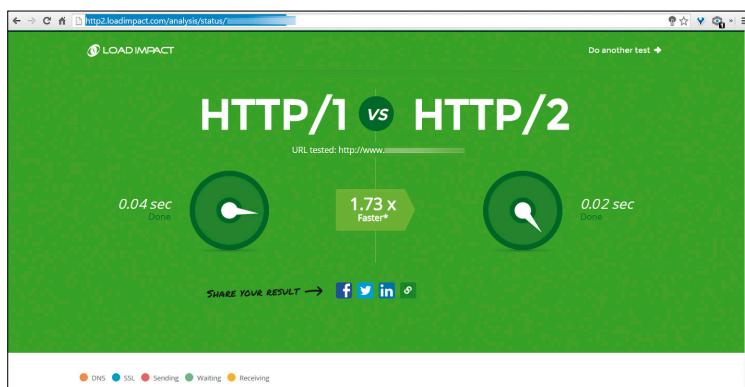 http2.loadimpact.com/analysis/status/
LOAD IMPACT
Do another test
HTTP/1 vs HTTP/2
URL tested: http://www.
0.04 sec
Done
1.73 x
Faster*
0.02 sec
Done
SHARE YOUR RESULT
DNS SSL Sending Waiting Receiving